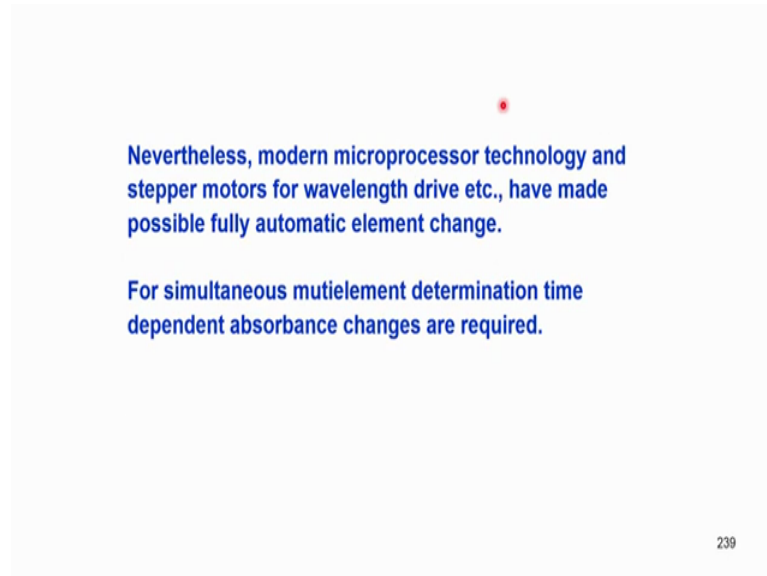 Nevertheless, modern microprocessor technology and
stepper motors for wavelength drive etc., have made
possible fully automatic element change.
For simultaneous mutielement determination time
dependent absorbance changes are required.
239